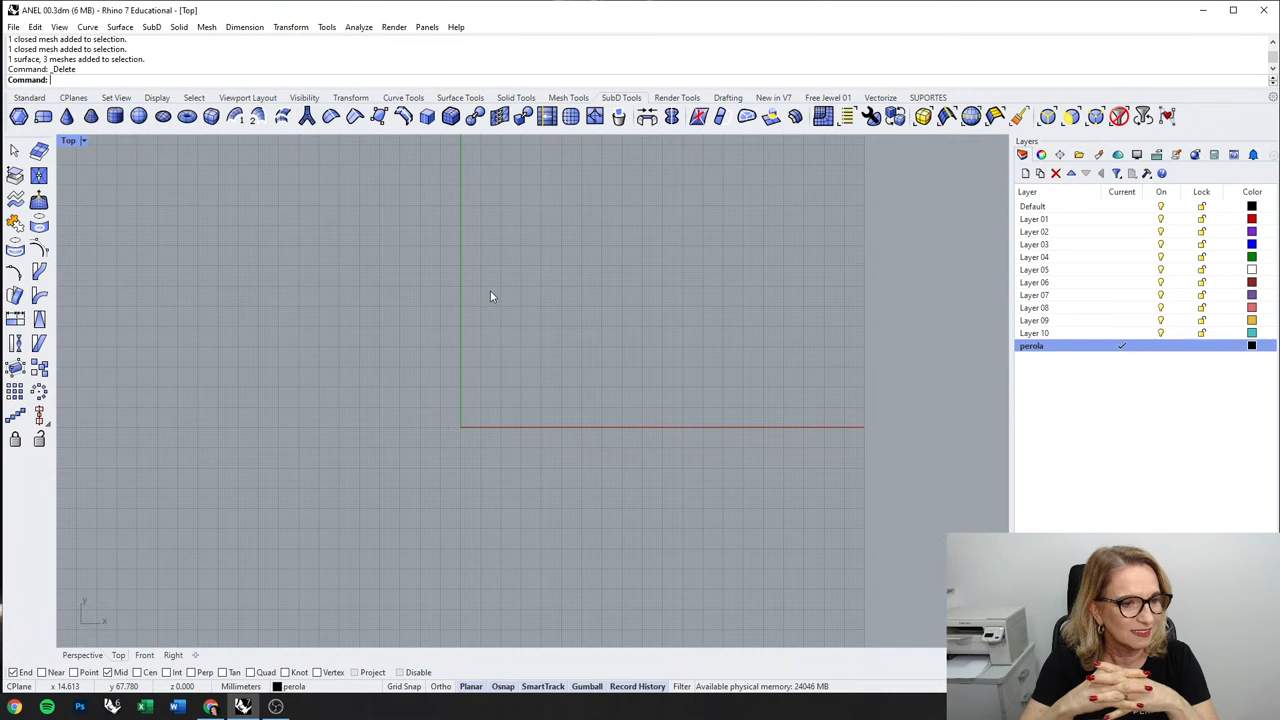 ANEL 00.3dm (6 MB) - Rhino 7 Educational - [Top]
File Edit View Curve Surface SubD Solid Mesh Dimension Transform Tools Analyze Render Panels Help
1 closed mesh added to selection.
1 closed mesh added to selection.
1 surface, 3 meshes added to selection.
Command: _Delete
Command:
Standard CPlanes Set View Display Select Viewport Layout Visibility Transform Curve Tools Surface Tools Solid Tools Mesh Tools SubD Tools Render Tools Drafting New in V7 Free Jewel 01 Vectorize SUPORTES
Top
Layers
Layer Current On Lock Color
Default
Layer 01
Layer 02
Layer 03
Layer 04
Layer 05
Layer 06
Layer 07
Layer 08
Layer 09
Layer 10
perola
y
x
Perspective Top Front Right
End Near Point Mid Cen Int Perp Tan Quad Knot Vertex Project Disable
CPlane x 14.613 y 67.780 z 0.000 Millimeters perola Grid Snap Ortho Planar Osnap SmartTrack Gumball Record History Filter Available physical memory: 24046 MB